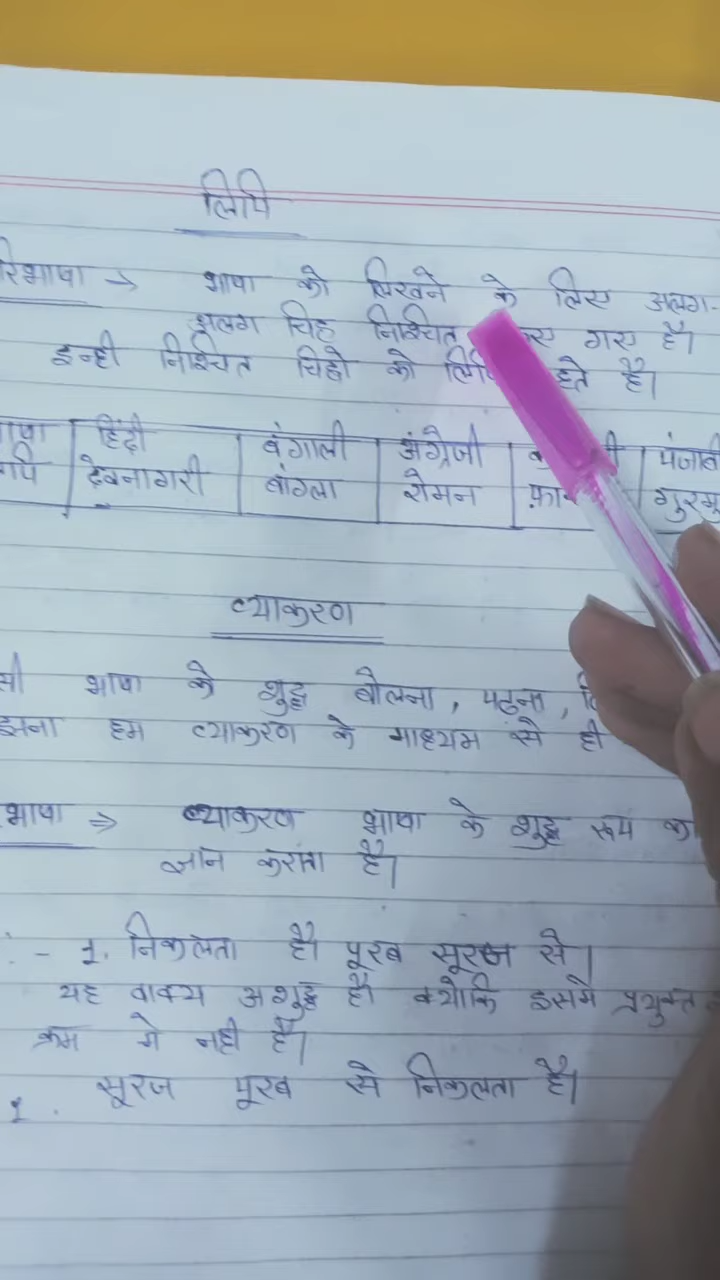 लिपि
रिभाषा → भाषा को लिखने के लिए अलग-
अलग चिह्न निश्चित गए है।
इन्ही निश्चित चिह्नो को है।
हिंदी बंगाली अंग्रेजी पंजाबी
देवनागरी बांग्ला रोमन
व्याकरण
भाषा को शुद्ध बोलना, पढ़ना,
हम व्याकरण के माध्यम से ही
भाषा ⇒ व्याकरण भाषा के शुद्ध रूप का
ज्ञान कराता है।
:- 1. निकलता है पूरब सूरज से।
यह वाक्य अशुद्ध है क्योकि इसमे प्रयुक्त
क्रम मे नही है।
1. सूरज पूरब से निकलता है।